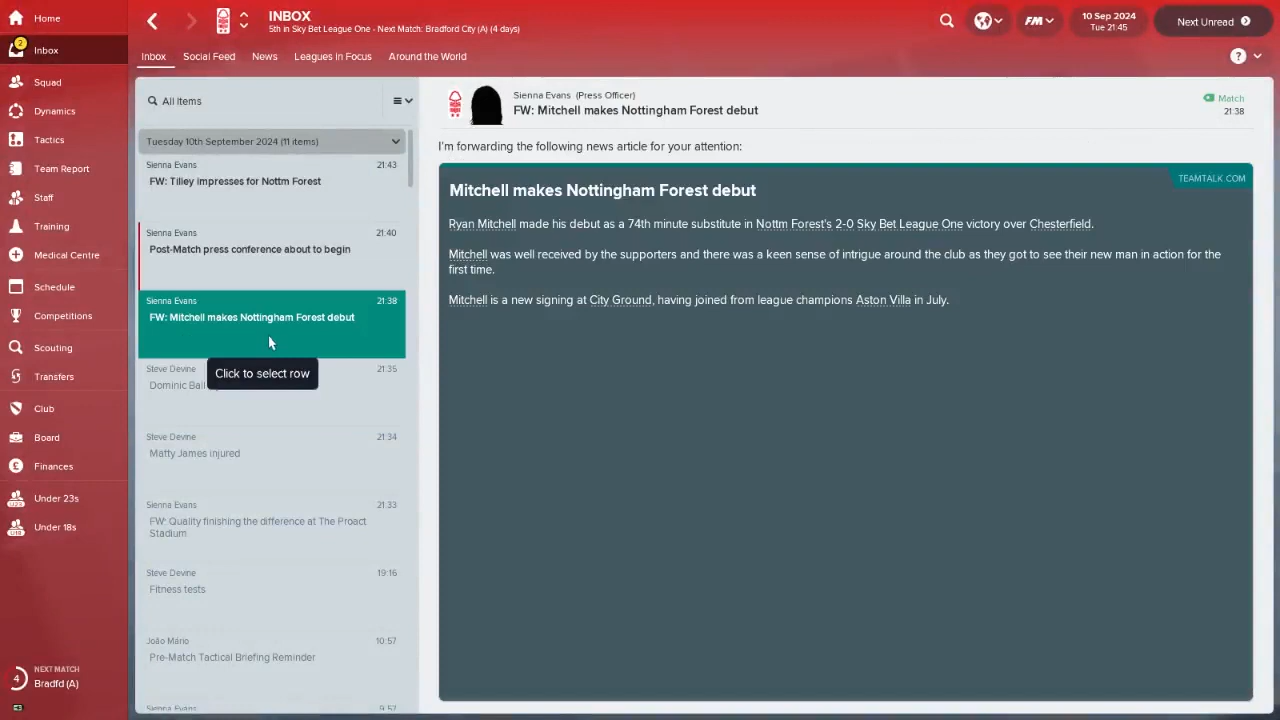 Home
INBOX
5th in Sky Bet League One - Next Match: Bradford City (A) (4 days)
FM
10 Sep 2024
Tue 21:45
Next Unread
2
Inbox
Inbox
Social Feed
News
Leagues In Focus
Around the World
?
Squad
Dynamics
Tactics
Team Report
Staff
Training
Medical Centre
Schedule
Competitions
Scouting
Transfers
Club
Board
Finances
Under 23s
Under 18s
4
NEXT MATCH
Bradfd (A)
All Items
Tuesday 10th September 2024 (11 items)
Sienna Evans 21:43
FW: Tilley impresses for Nottm Forest
Sienna Evans 21:40
Post-Match press conference about to begin
Sienna Evans 21:38
FW: Mitchell makes Nottingham Forest debut
Click to select row
Steve Devine 21:35
Dominic Ball
Steve Devine 21:34
Matty James injured
Sienna Evans 21:33
FW: Quality finishing the difference at The Proact
Stadium
Steve Devine 19:16
Fitness tests
João Mário 10:57
Pre-Match Tactical Briefing Reminder
Sienna Evans 9:57
Sienna Evans (Press Officer)
FW: Mitchell makes Nottingham Forest debut
Match
21:38
I'm forwarding the following news article for your attention:
TEAMTALK.COM
Mitchell makes Nottingham Forest debut
Ryan Mitchell made his debut as a 74th minute substitute in Nottm Forest's 2-0 Sky Bet League One victory over Chesterfield.
Mitchell was well received by the supporters and there was a keen sense of intrigue around the club as they got to see their new man in action for the
first time.
Mitchell is a new signing at City Ground, having joined from league champions Aston Villa in July.